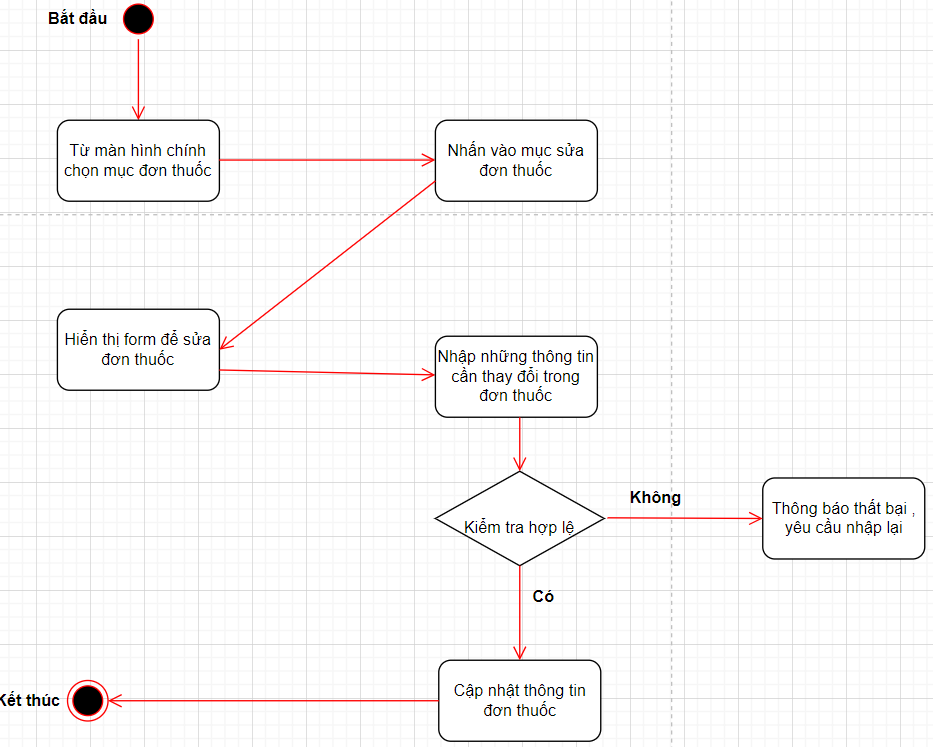 Bắt đầu
Từ màn hình chính
chọn mục đơn thuốc
Nhấn vào mục sửa
đơn thuốc
Hiển thị form để sửa
đơn thuốc
Nhập những thông tin
cần thay đổi trong
đơn thuốc
Kiểm tra hợp lệ
Không
Thông báo thất bại ,
yêu cầu nhập lại
Có
Cập nhật thông tin
đơn thuốc
Kết thúc